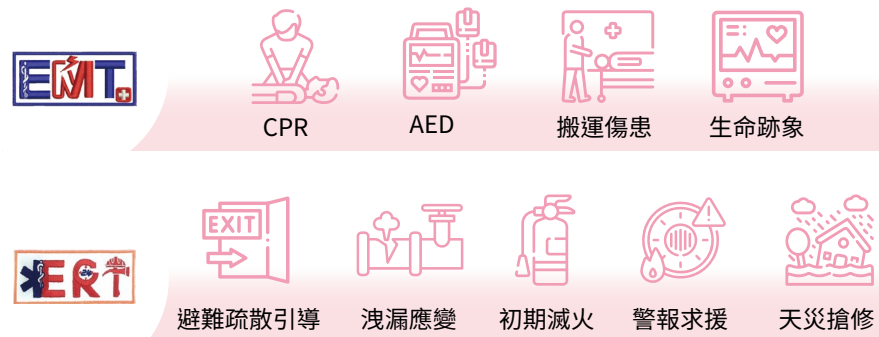 EMT
CPR
AED
搬運傷患
生命跡象
ERT
EXIT
避難疏散引導
洩漏應變
初期滅火
警報求援
天災搶修